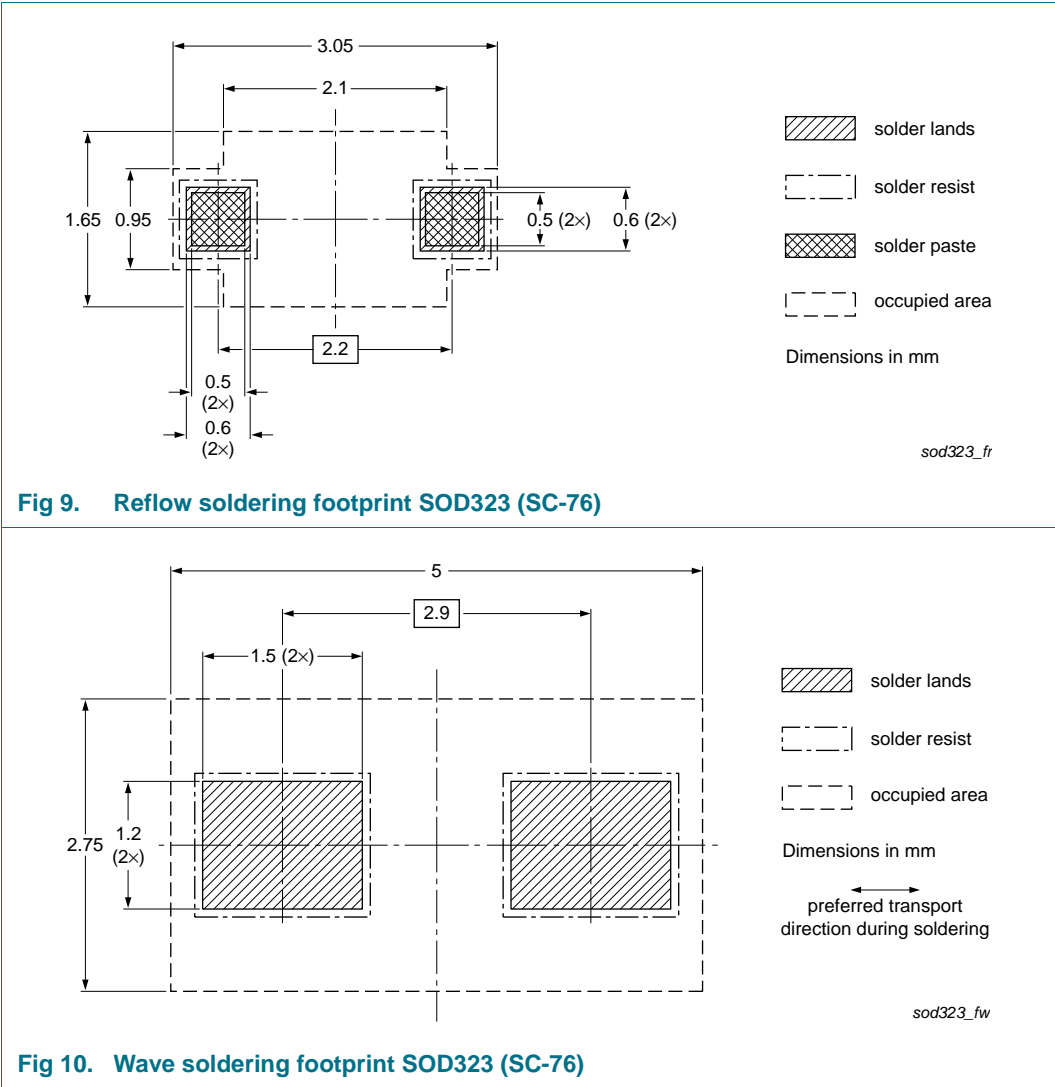 3.05
2.1
solder lands
solder resist
1.65 0.95
0.5 (2×) 0.6 (2×)
solder paste
occupied area
2.2
Dimensions in mm
0.5
(2×)
0.6
(2×)
sod323_fr
Fig 9. Reflow soldering footprint SOD323 (SC-76)
5
2.9
1.5 (2×)
solder lands
solder resist
occupied area
2.75
1.2
(2×)
Dimensions in mm
preferred transport
direction during soldering
sod323_fw
Fig 10. Wave soldering footprint SOD323 (SC-76)